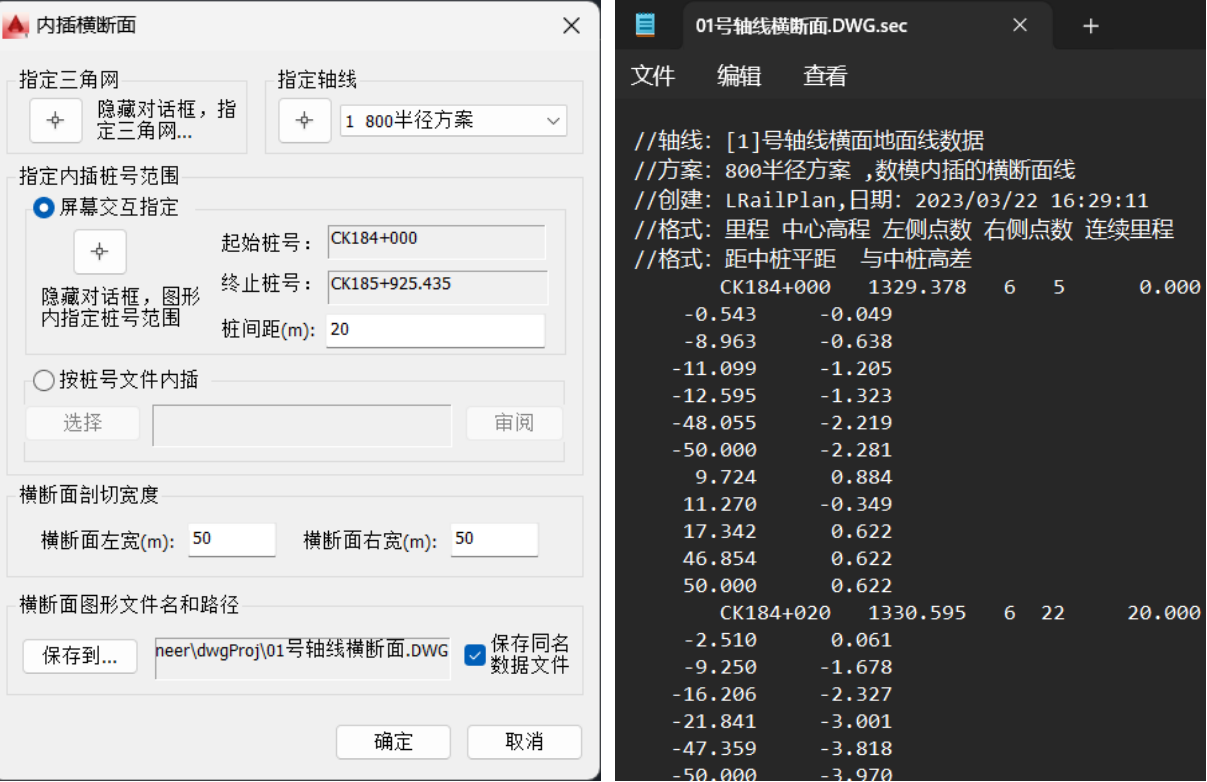 内插横断面
指定三角网
隐藏对话框，指
定三角网...
指定轴线
1 800半径方案
指定内插桩号范围
屏幕交互指定
隐藏对话框，图形
内指定桩号范围
起始桩号：
CK184+000
终止桩号：
CK185+925.435
桩间距(m):
20
按桩号文件内插
选择
审阅
横断面剖切宽度
横断面左宽(m):
50
横断面右宽(m):
50
横断面图形文件名和路径
保存到...
neer\dwgProj\01号轴线横断面.DWG
保存同名
数据文件
确定
取消
01号轴线横断面.DWG.sec
文件 编辑 查看
//轴线：[1]号轴线横面地面线数据
//方案：800半径方案 ,数模内插的横断面线
//创建：LRailPlan,日期：2023/03/22 16:29:11
//格式：里程 中心高程 左侧点数 右侧点数 连续里程
//格式：距中桩平距 与中桩高差
CK184+000 1329.378 6 5 0.000
-0.543 -0.049
-8.963 -0.638
-11.099 -1.205
-12.595 -1.323
-48.055 -2.219
-50.000 -2.281
9.724 0.884
11.270 -0.349
17.342 0.622
46.854 0.622
50.000 0.622
CK184+020 1330.595 6 22 20.000
-2.510 0.061
-9.250 -1.678
-16.206 -2.327
-21.841 -3.001
-47.359 -3.818
-50.000 -3.970